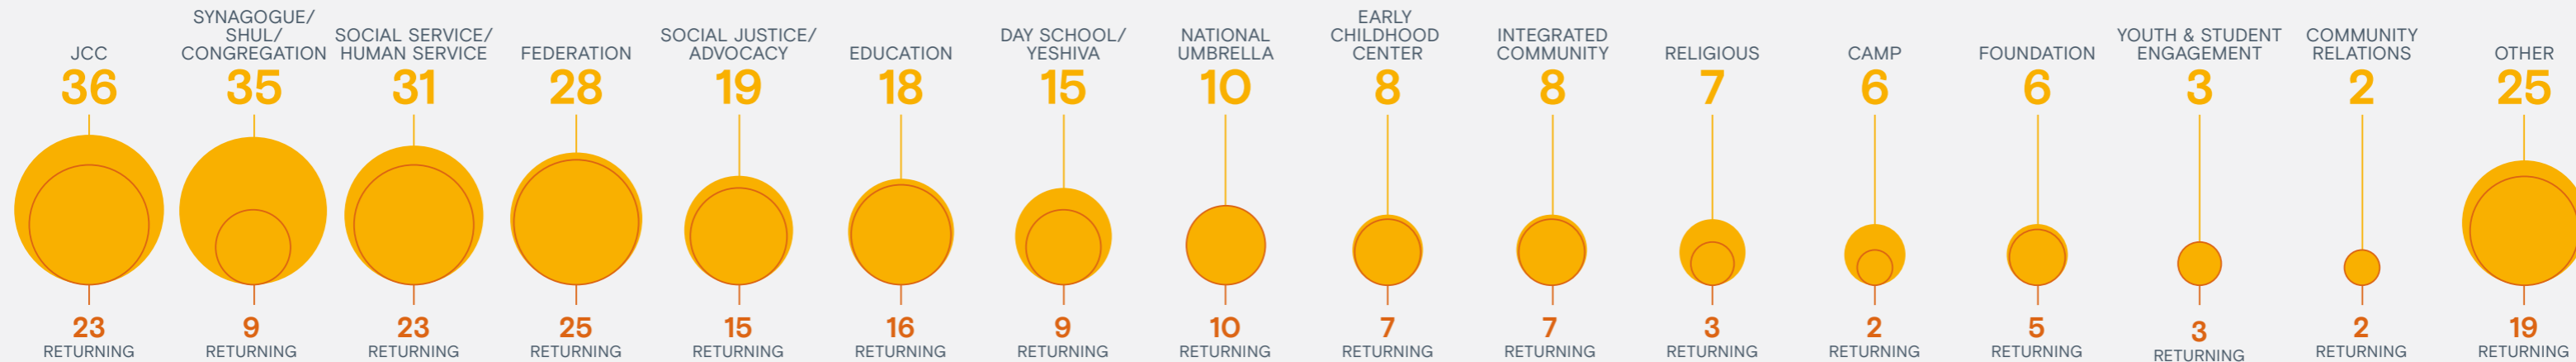 JCC
36
23
RETURNING
SYNAGOGUE/
SHUL/
CONGREGATION
35
9
RETURNING
SOCIAL SERVICE/
HUMAN SERVICE
31
23
RETURNING
FEDERATION
28
25
RETURNING
SOCIAL JUSTICE/
ADVOCACY
19
15
RETURNING
EDUCATION
18
16
RETURNING
DAY SCHOOL/
YESHIVA
15
9
RETURNING
NATIONAL
UMBRELLA
10
10
RETURNING
EARLY
CHILDHOOD
CENTER
8
7
RETURNING
INTEGRATED
COMMUNITY
8
7
RETURNING
RELIGIOUS
7
3
RETURNING
CAMP
6
2
RETURNING
FOUNDATION
6
5
RETURNING
YOUTH & STUDENT
ENGAGEMENT
3
3
RETURNING
COMMUNITY
RELATIONS
2
2
RETURNING
OTHER
25
19
RETURNING